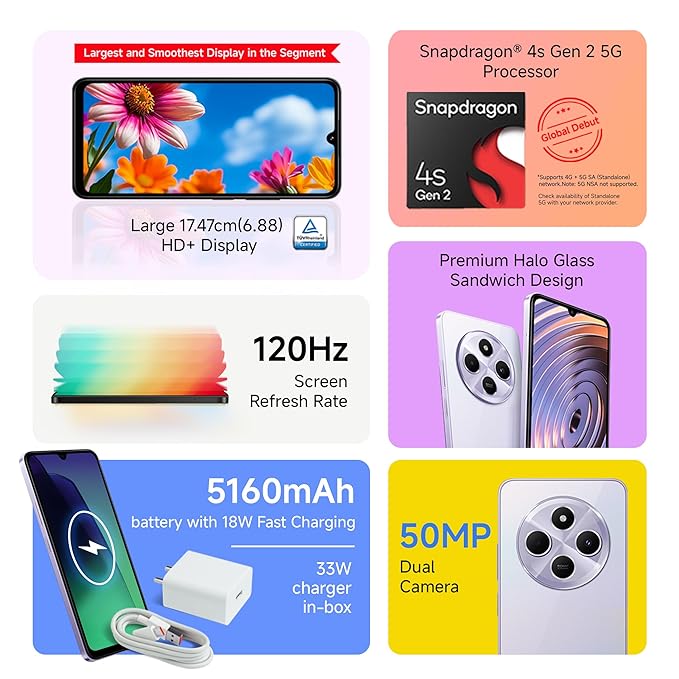 Largest and Smoothest Display in the Segment
Large 17.47cm(6.88)
HD+ Display
TÜVRheinland
CERTIFIED
Snapdragon® 4s Gen 2 5G
Processor
Snapdragon
4s
Gen 2
Global Debut
*Supports 4G + 5G SA (Standalone)
network.Note: 5G NSA not supported.
Check availability of Standalone
5G with your network provider.
120Hz
Screen
Refresh Rate
Premium Halo Glass
Sandwich Design
5160mAh
battery with 18W Fast Charging
33W
charger
in-box
50MP
Dual
Camera